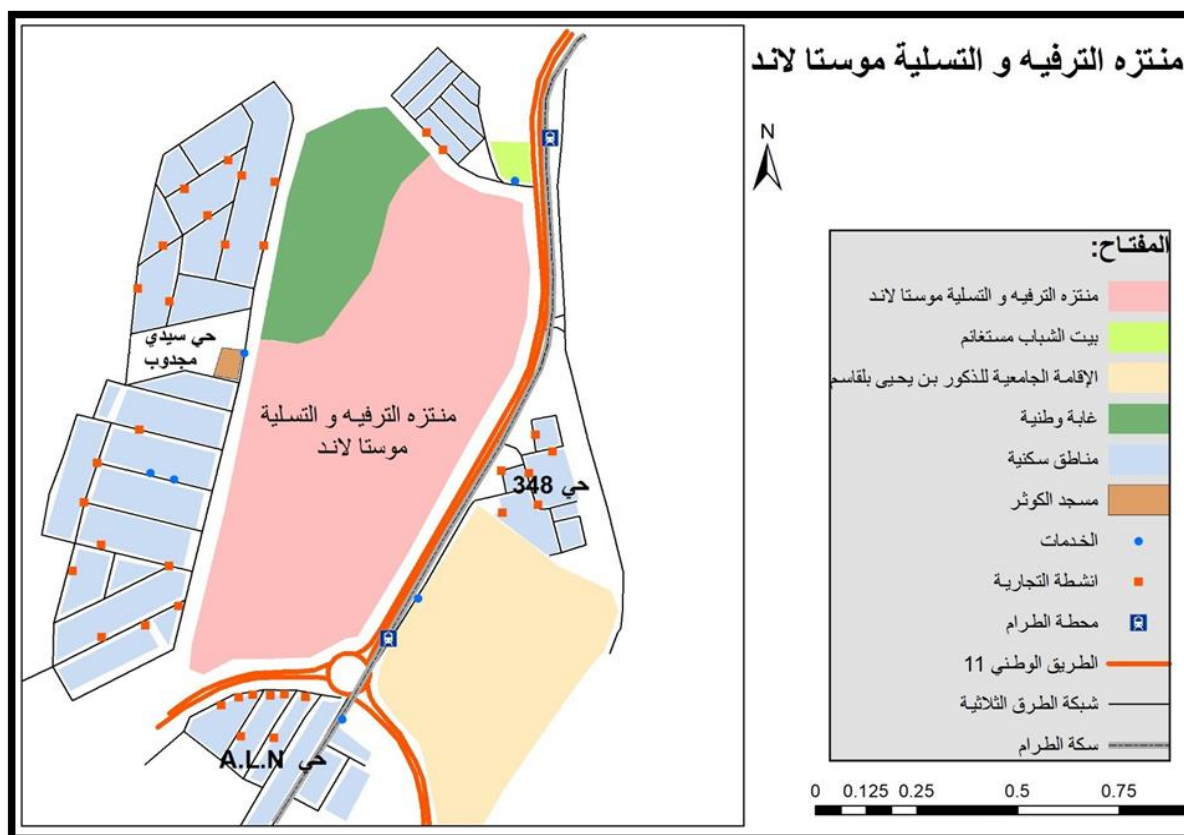 منتزه الترفيه و التسلية موستا لاند
N
المفتاح:
منتزه الترفيه و التسلية موستا لاند
بيت الشباب مستغانم
الإقامة الجامعية للذكور بن يحيى بلقاسم
غابة وطنية
مناطق سكنية
مسجد الكوثر
الخدمات
انشطة التجارية
محطة الطرام
الطريق الوطني 11
شبكة الطرق الثلاثية
سكة الطرام
0 0.125 0.25 0.5 0.75
حي سيدي
مجدوب
منتزه الترفيه و التسلية
موستا لاند
حي 348
حي A.L.N